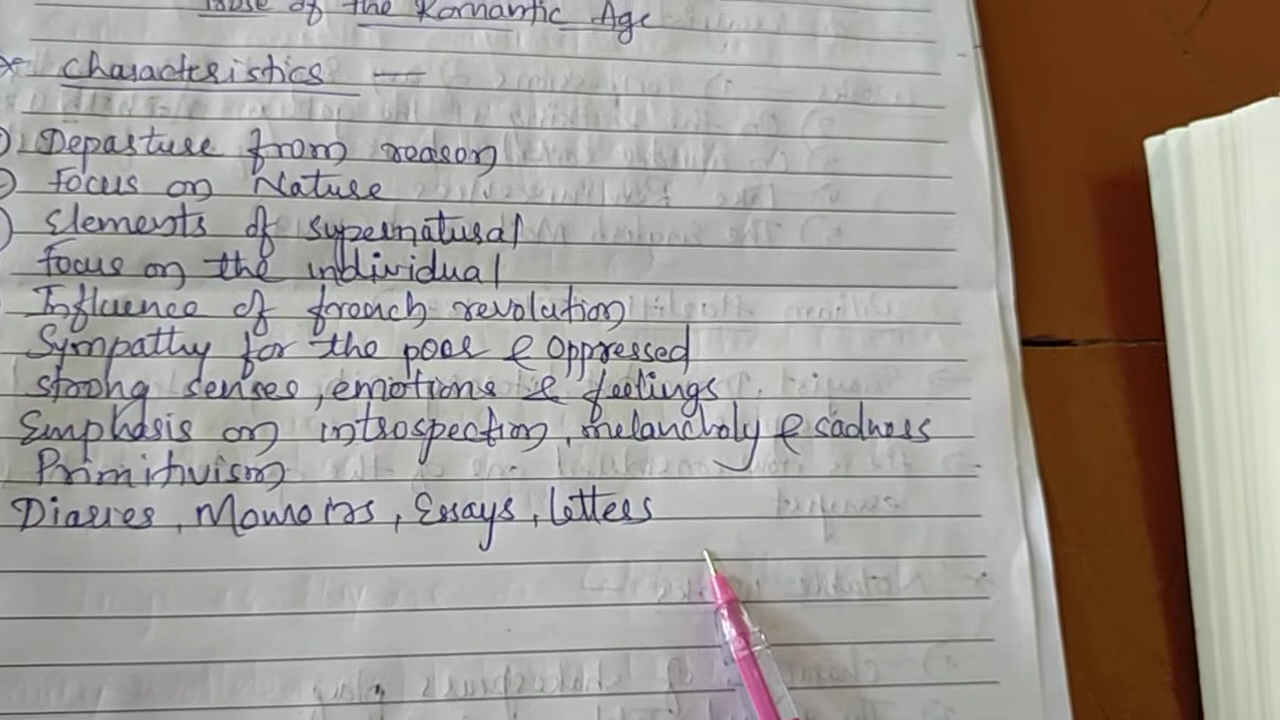 Prose of the Romantic Age
* Characteristics —
Departure from reason
2) Focus on Nature
) Elements of supernatural
Focus on the individual
Influence of french revolution
Sympathy for the poor & oppressed
strong senses, emotions & feelings
Emphasis on introspection, melancholy & sadness
Primitivism
Diaries, Memoirs, Essays, letters